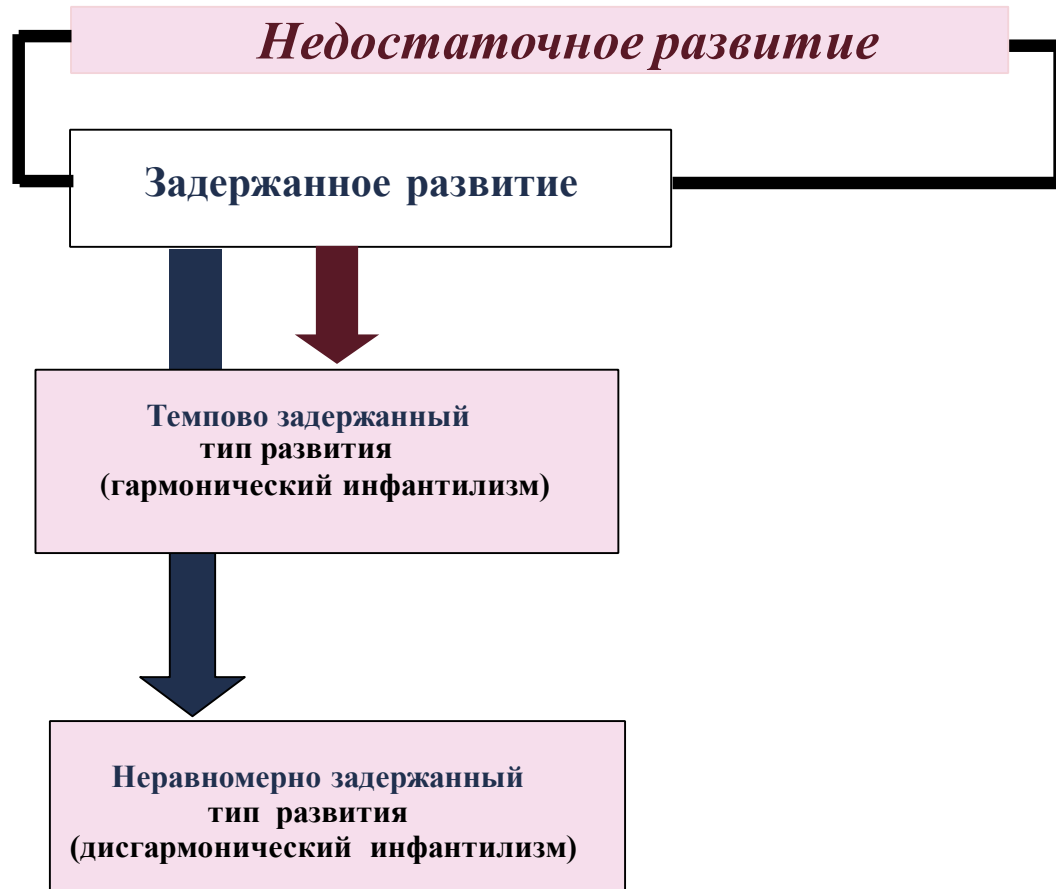 Недостаточное развитие
Задержанное развитие
Темпово задержанный
тип развития
(гармонический инфантилизм)
Неравномерно задержанный
тип развития
(дисгармонический инфантилизм)